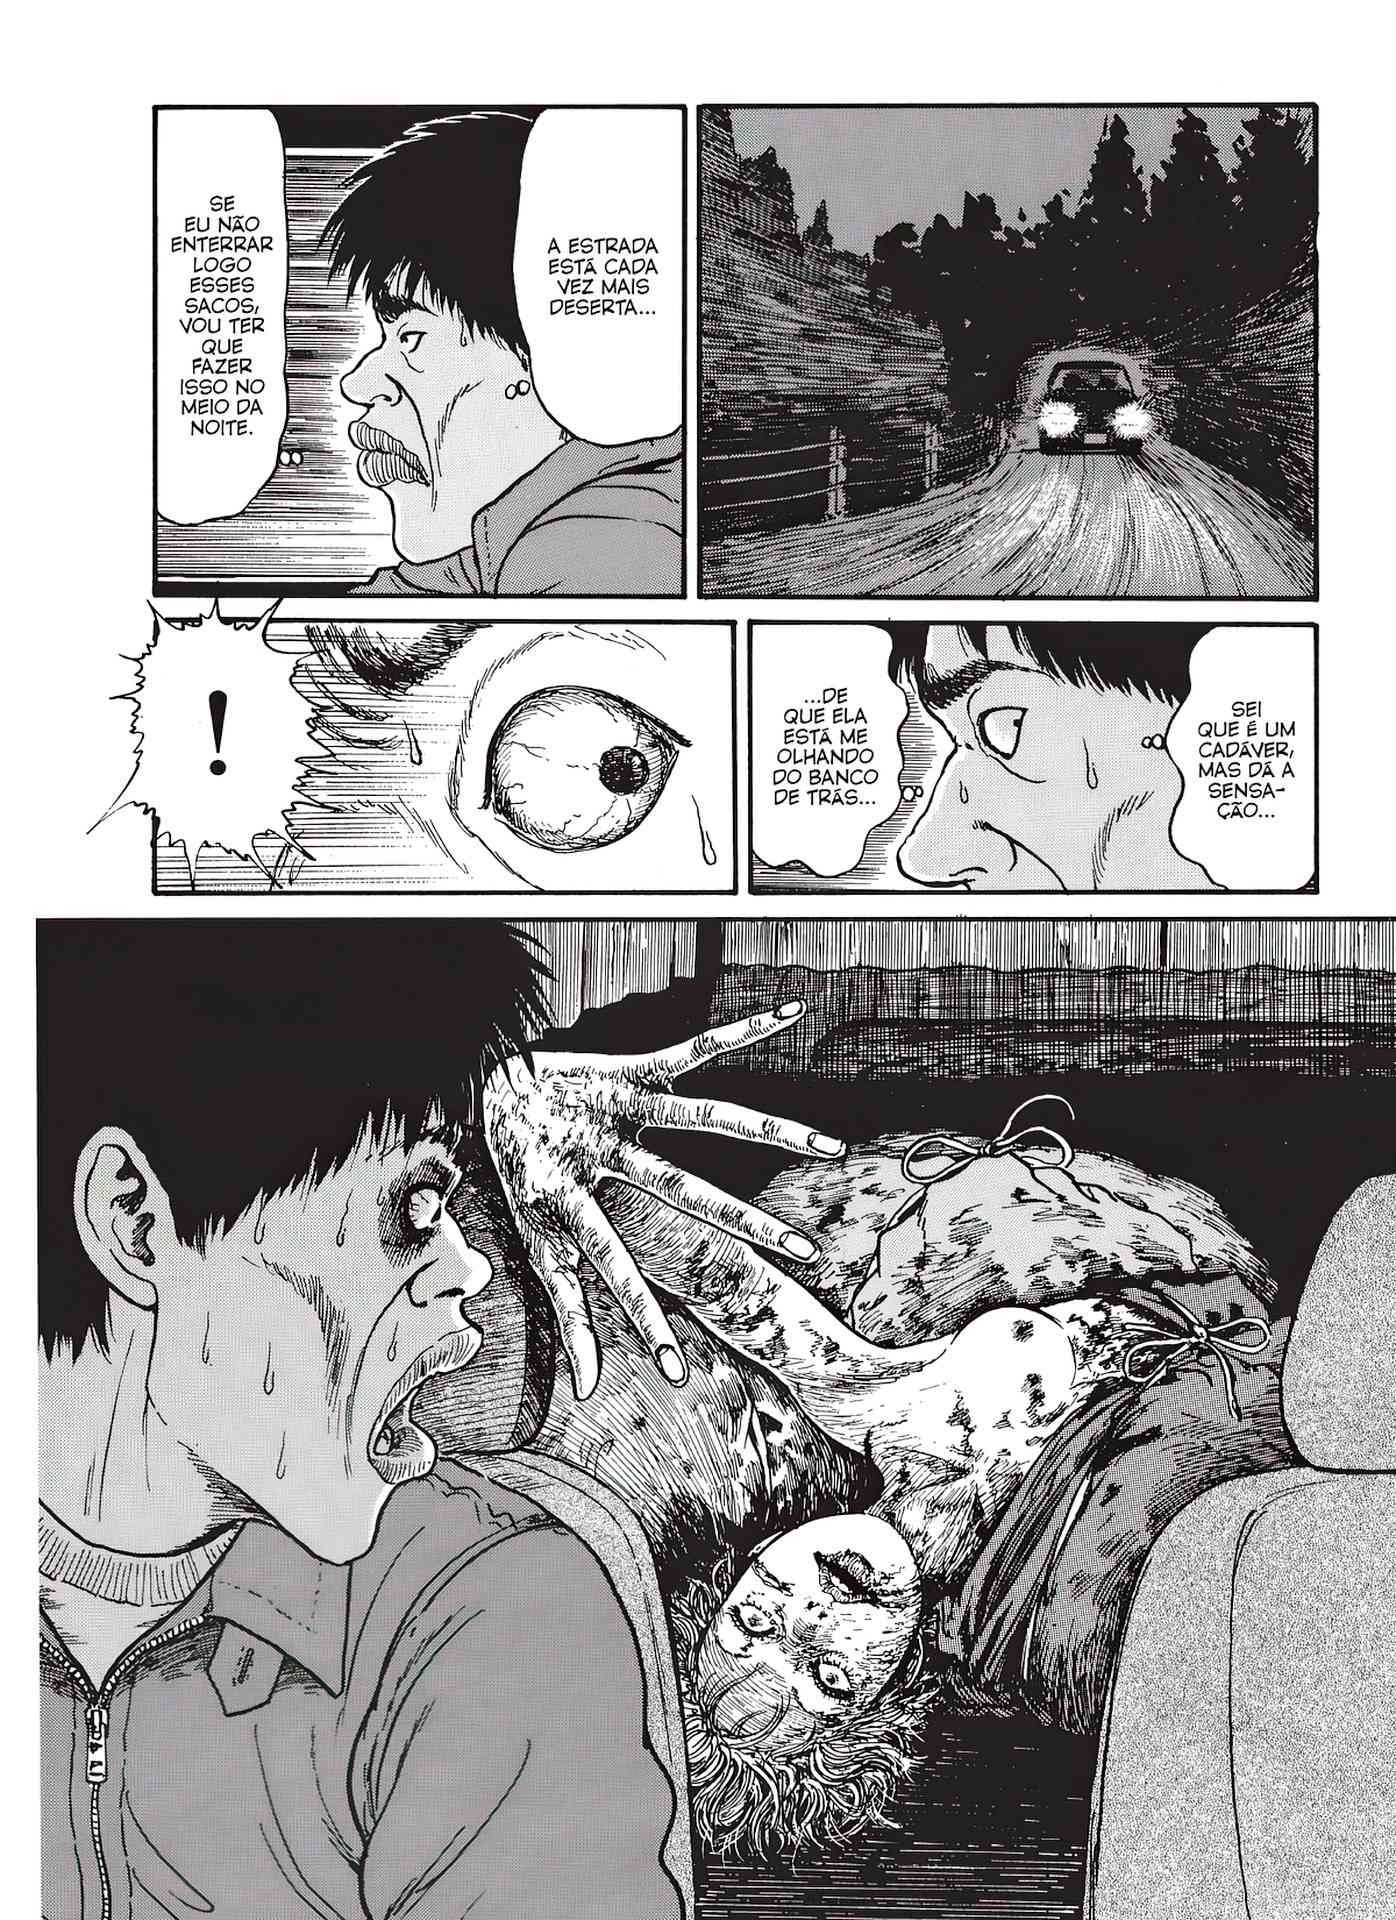 A ESTRADA
ESTÁ CADA
VEZ MAIS
DESERTA...
SE
EU NÃO
ENTERRAR
LOGO
ESSES
SACOS,
VOU TER
QUE
FAZER
ISSO NO
MEIO DA
NOITE.
SEI
QUE É UM
CADÁVER,
MAS DÁ A
SENSA-
ÇÃO...
...DE
QUE ELA
ESTÁ ME
OLHANDO
DO BANCO
DE TRÁS...
!